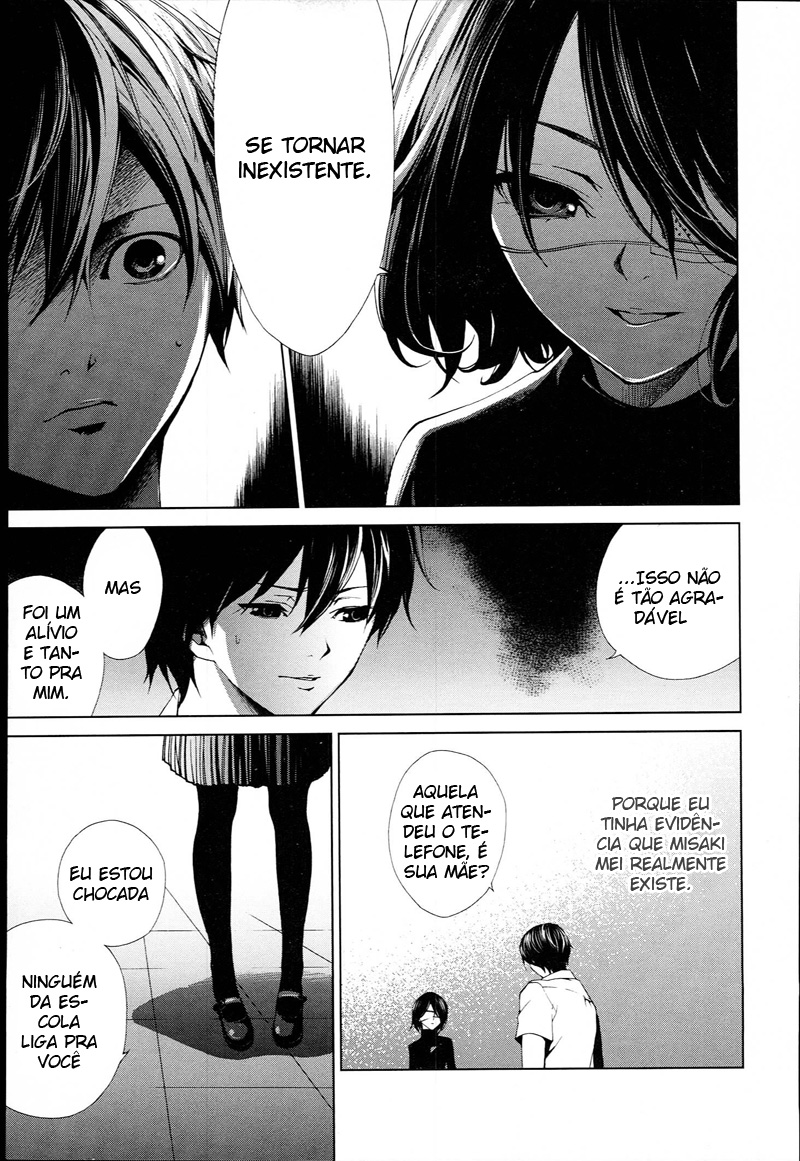 SE TORNAR
INEXISTENTE.
...ISSO NÃO
É TÃO AGRA-
DÁVEL
MAS
FOI UM
ALÍVIO
E TAN-
TO PRA
MIM.
PORQUE EU
TINHA EVIDÊN-
CIA QUE MISAKI
MEI REALMENTE
EXISTE.
AQUELA
QUE ATEN-
DEU O TE-
LEFONE, É
SUA MÃE?
EU ESTOU
CHOCADA
NINGUÉM
DA ES-
COLA
LIGA PRA
VOCÊ